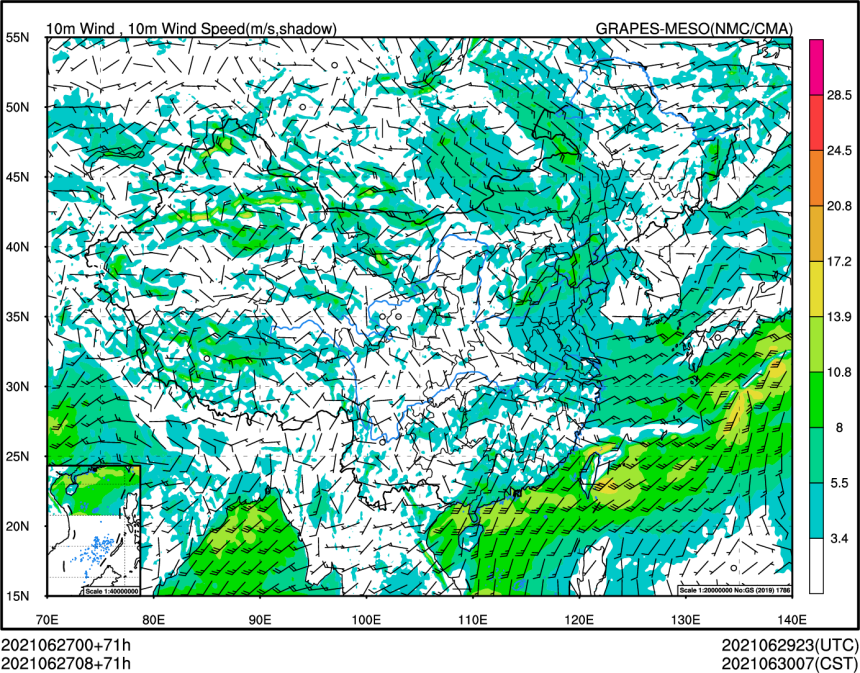 10m Wind , 10m Wind Speed(m/s,shadow) GRAPES-MESO(NMC/CMA)
55N
50N
45N
40N
35N
30N
25N
20N
15N
70E 80E 90E 100E 110E 120E 130E 140E
28.5
24.5
20.8
17.2
13.9
10.8
8
5.5
3.4
Scale 1:40000000
Scale 1:20000000 No:GS (2019) 1786
2021062700+71h 2021062923(UTC)
2021062708+71h 2021063007(CST)